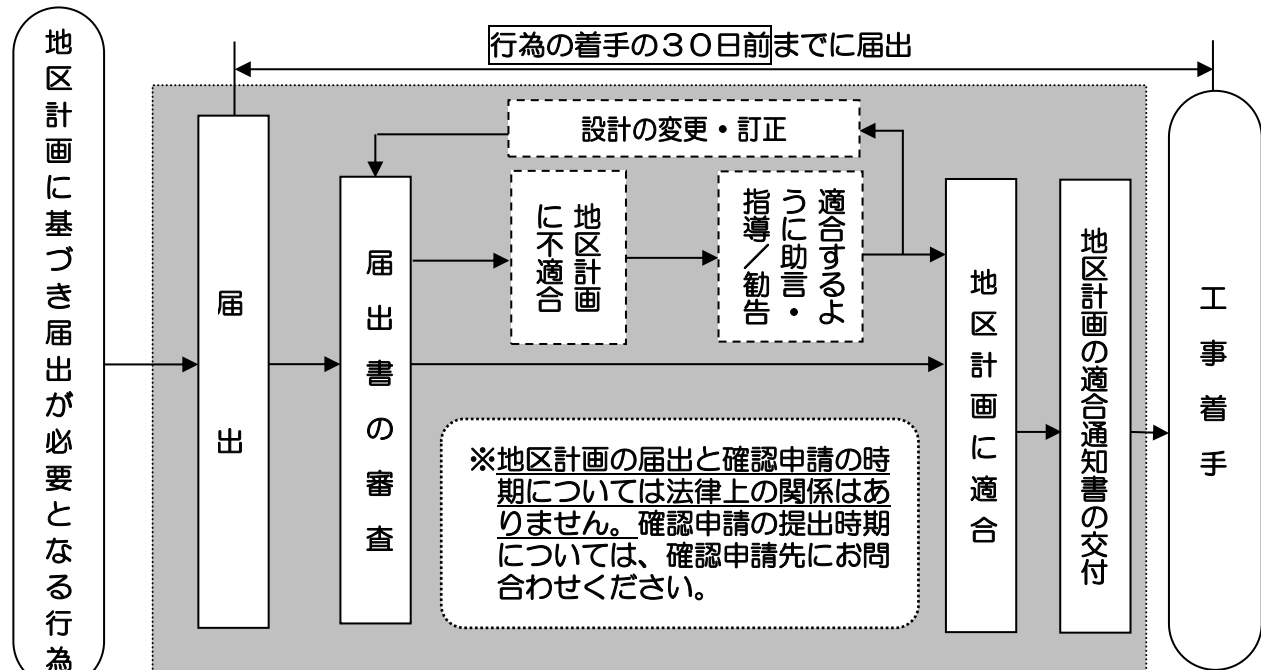 地区計画に基づき届出が必要となる行為
行為の着手の３０日前までに届出
届出
届出書の審査
設計の変更・訂正
地区計画
に不適合
適合するよ
うに助言・
指導／勧告
※地区計画の届出と確認申請の時
期については法律上の関係はあ
りません。確認申請の提出時期
については、確認申請先にお問
合わせください。
地区計画に適合
地区計画の適合通知書の交付
工事着手